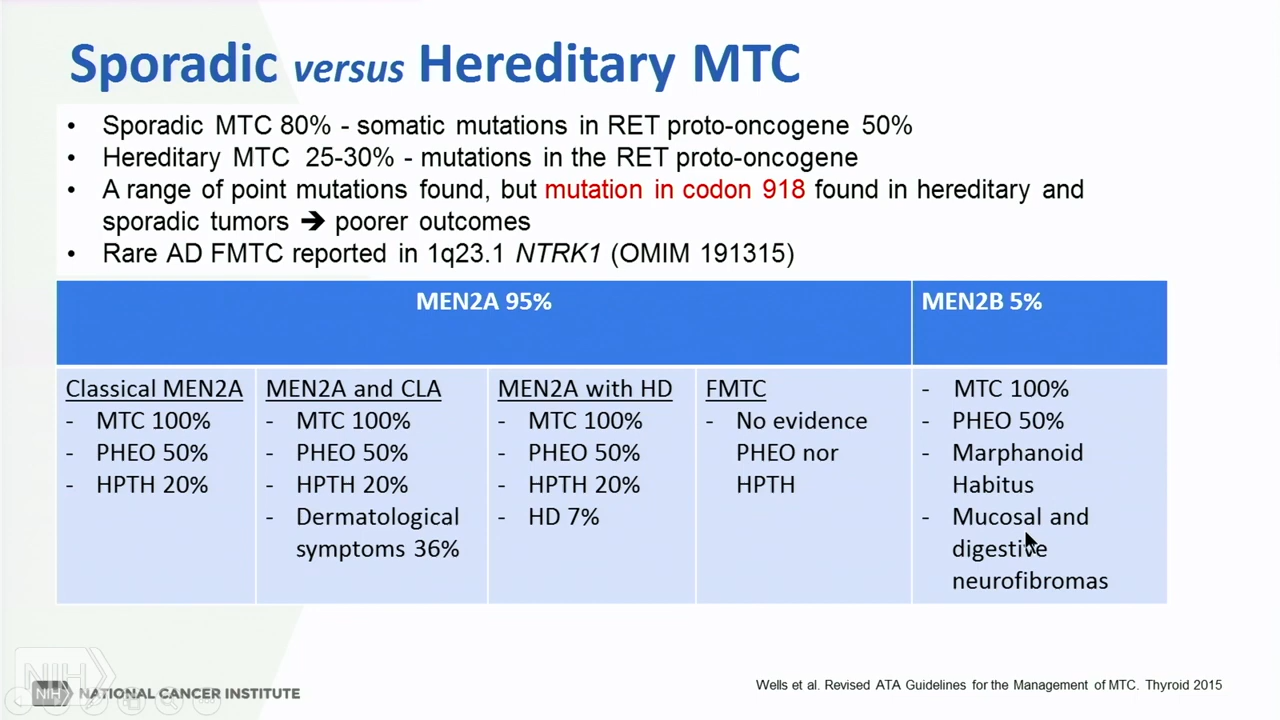 Sporadic versus Hereditary MTC
• Sporadic MTC 80% - somatic mutations in RET proto-oncogene 50%
• Hereditary MTC 25-30% - mutations in the RET proto-oncogene
• A range of point mutations found, but mutation in codon 918 found in hereditary and
sporadic tumors ➔ poorer outcomes
• Rare AD FMTC reported in 1q23.1 NTRK1 (OMIM 191315)
MEN2A 95%
MEN2B 5%
Classical MEN2A
- MTC 100%
- PHEO 50%
- HPTH 20%
MEN2A and CLA
- MTC 100%
- PHEO 50%
- HPTH 20%
- Dermatological
symptoms 36%
MEN2A with HD
- MTC 100%
- PHEO 50%
- HPTH 20%
- HD 7%
FMTC
- No evidence
PHEO nor
HPTH
- MTC 100%
- PHEO 50%
- Marphanoid
Habitus
- Mucosal and
digestive
neurofibromas
NIH
NIH NATIONAL CANCER INSTITUTE
Wells et al. Revised ATA Guidelines for the Management of MTC. Thyroid 2015